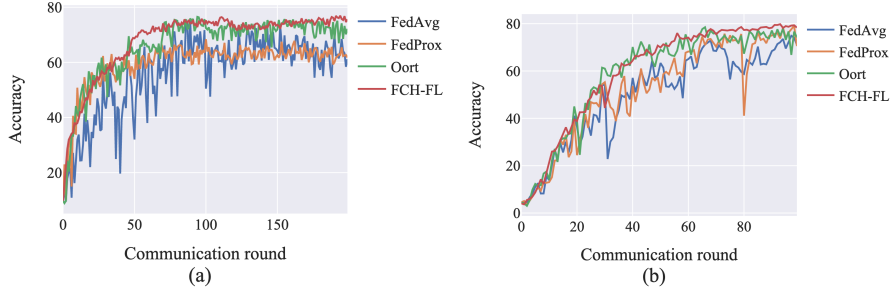 80
60
40
20
0
50
100
150
Accuracy
Communication round
(a)
FedAvg
FedProx
Oort
FCH-FL
80
60
40
20
0
0
20
40
60
80
Accuracy
Communication round
(b)
FedAvg
FedProx
Oort
FCH-FL